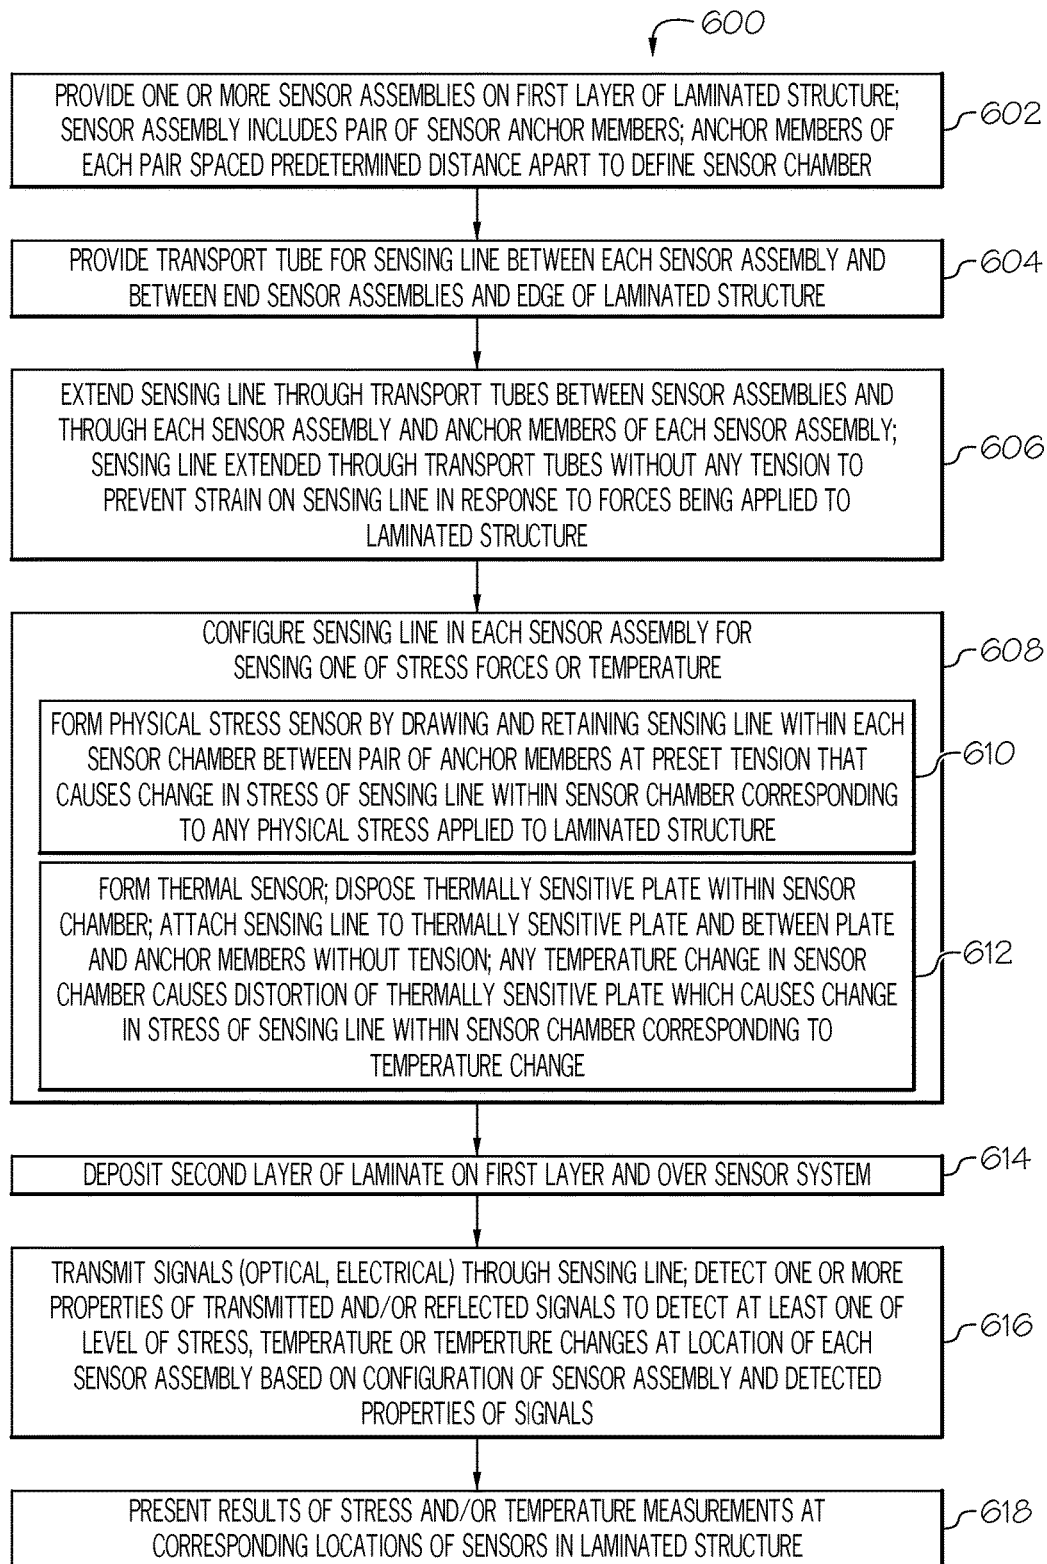 600
PROVIDE ONE OR MORE SENSOR ASSEMBLIES ON FIRST LAYER OF LAMINATED STRUCTURE;
SENSOR ASSEMBLY INCLUDES PAIR OF SENSOR ANCHOR MEMBERS; ANCHOR MEMBERS OF
EACH PAIR SPACED PREDETERMINED DISTANCE APART TO DEFINE SENSOR CHAMBER
602
PROVIDE TRANSPORT TUBE FOR SENSING LINE BETWEEN EACH SENSOR ASSEMBLY AND
BETWEEN END SENSOR ASSEMBLIES AND EDGE OF LAMINATED STRUCTURE
604
EXTEND SENSING LINE THROUGH TRANSPORT TUBES BETWEEN SENSOR ASSEMBLIES AND
THROUGH EACH SENSOR ASSEMBLY AND ANCHOR MEMBERS OF EACH SENSOR ASSEMBLY;
SENSING LINE EXTENDED THROUGH TRANSPORT TUBES WITHOUT ANY TENSION TO
PREVENT STRAIN ON SENSING LINE IN RESPONSE TO FORCES BEING APPLIED TO
LAMINATED STRUCTURE
606
CONFIGURE SENSING LINE IN EACH SENSOR ASSEMBLY FOR
SENSING ONE OF STRESS FORCES OR TEMPERATURE
608
FORM PHYSICAL STRESS SENSOR BY DRAWING AND RETAINING SENSING LINE WITHIN EACH
SENSOR CHAMBER BETWEEN PAIR OF ANCHOR MEMBERS AT PRESET TENSION THAT
CAUSES CHANGE IN STRESS OF SENSING LINE WITHIN SENSOR CHAMBER CORRESPONDING
TO ANY PHYSICAL STRESS APPLIED TO LAMINATED STRUCTURE
610
FORM THERMAL SENSOR; DISPOSE THERMALLY SENSITIVE PLATE WITHIN SENSOR
CHAMBER; ATTACH SENSING LINE TO THERMALLY SENSITIVE PLATE AND BETWEEN PLATE
AND ANCHOR MEMBERS WITHOUT TENSION; ANY TEMPERATURE CHANGE IN SENSOR
CHAMBER CAUSES DISTORTION OF THERMALLY SENSITIVE PLATE WHICH CAUSES CHANGE
IN STRESS OF SENSING LINE WITHIN SENSOR CHAMBER CORRESPONDING TO
TEMPERATURE CHANGE
612
DEPOSIT SECOND LAYER OF LAMINATE ON FIRST LAYER AND OVER SENSOR SYSTEM
614
TRANSMIT SIGNALS (OPTICAL, ELECTRICAL) THROUGH SENSING LINE; DETECT ONE OR MORE
PROPERTIES OF TRANSMITTED AND/OR REFLECTED SIGNALS TO DETECT AT LEAST ONE OF
LEVEL OF STRESS, TEMPERATURE OR TEMPERTURE CHANGES AT LOCATION OF EACH
SENSOR ASSEMBLY BASED ON CONFIGURATION OF SENSOR ASSEMBLY AND DETECTED
PROPERTIES OF SIGNALS
616
PRESENT RESULTS OF STRESS AND/OR TEMPERATURE MEASUREMENTS AT
CORRESPONDING LOCATIONS OF SENSORS IN LAMINATED STRUCTURE
618